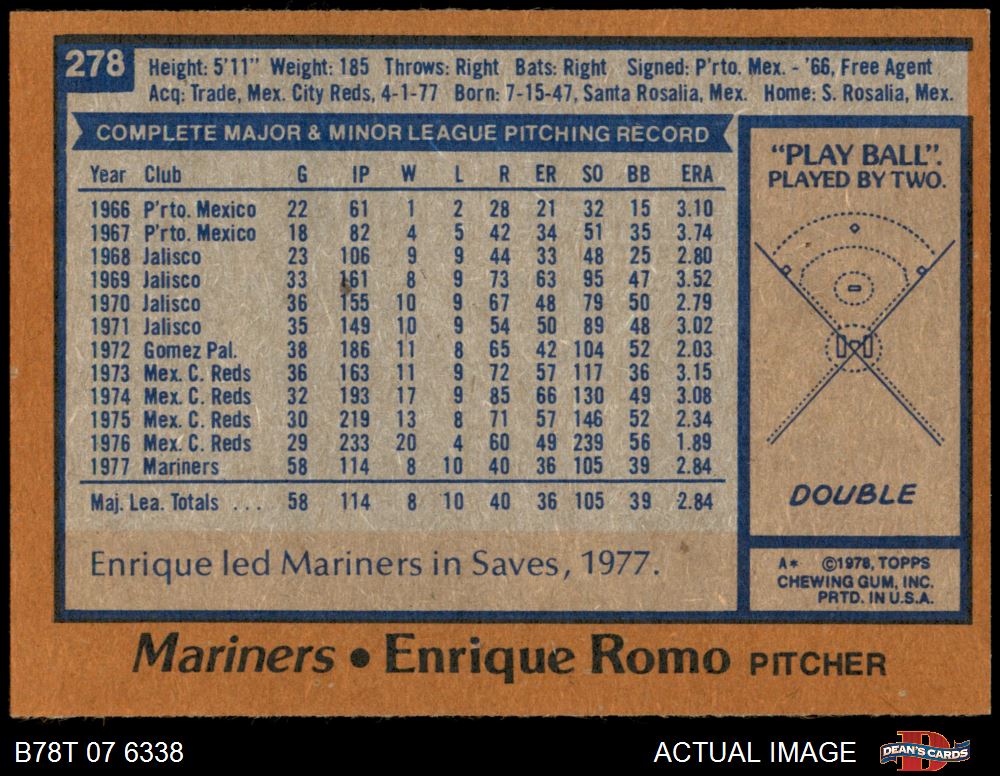 278
Height: 5'11" Weight: 185 Throws: Right Bats: Right Signed: P'rto. Mex. - '66, Free Agent
Acq: Trade, Mex. City Reds, 4-1-77 Born: 7-15-47, Santa Rosalia, Mex. Home: S. Rosalia, Mex.
COMPLETE MAJOR & MINOR LEAGUE PITCHING RECORD
Year Club G IP W L R ER SO BB ERA
1966 P'rto. Mexico 22 61 1 2 28 21 32 15 3.10
1967 P'rto. Mexico 18 82 4 5 42 34 51 35 3.74
1968 Jalisco 23 106 9 9 44 33 48 25 2.80
1969 Jalisco 33 161 8 9 73 63 95 47 3.52
1970 Jalisco 36 155 10 9 67 48 79 50 2.79
1971 Jalisco 35 149 10 9 54 50 89 48 3.02
1972 Gomez Pal. 38 186 11 8 65 42 104 52 2.03
1973 Mex. C. Reds 36 163 11 9 72 57 117 36 3.15
1974 Mex. C. Reds 32 193 17 9 85 66 130 49 3.08
1975 Mex. C. Reds 30 219 13 8 71 57 146 52 2.34
1976 Mex. C. Reds 29 233 20 4 60 49 239 56 1.89
1977 Mariners 58 114 8 10 40 36 105 39 2.84
Maj. Lea. Totals ... 58 114 8 10 40 36 105 39 2.84
Enrique led Mariners in Saves, 1977.
"PLAY BALL".
PLAYED BY TWO.
DOUBLE
A* ©1978, TOPPS
CHEWING GUM, INC.
PRTD. IN U.S.A.
Mariners • Enrique Romo PITCHER
B78T 07 6338
ACTUAL IMAGE
DEAN'S CARDS